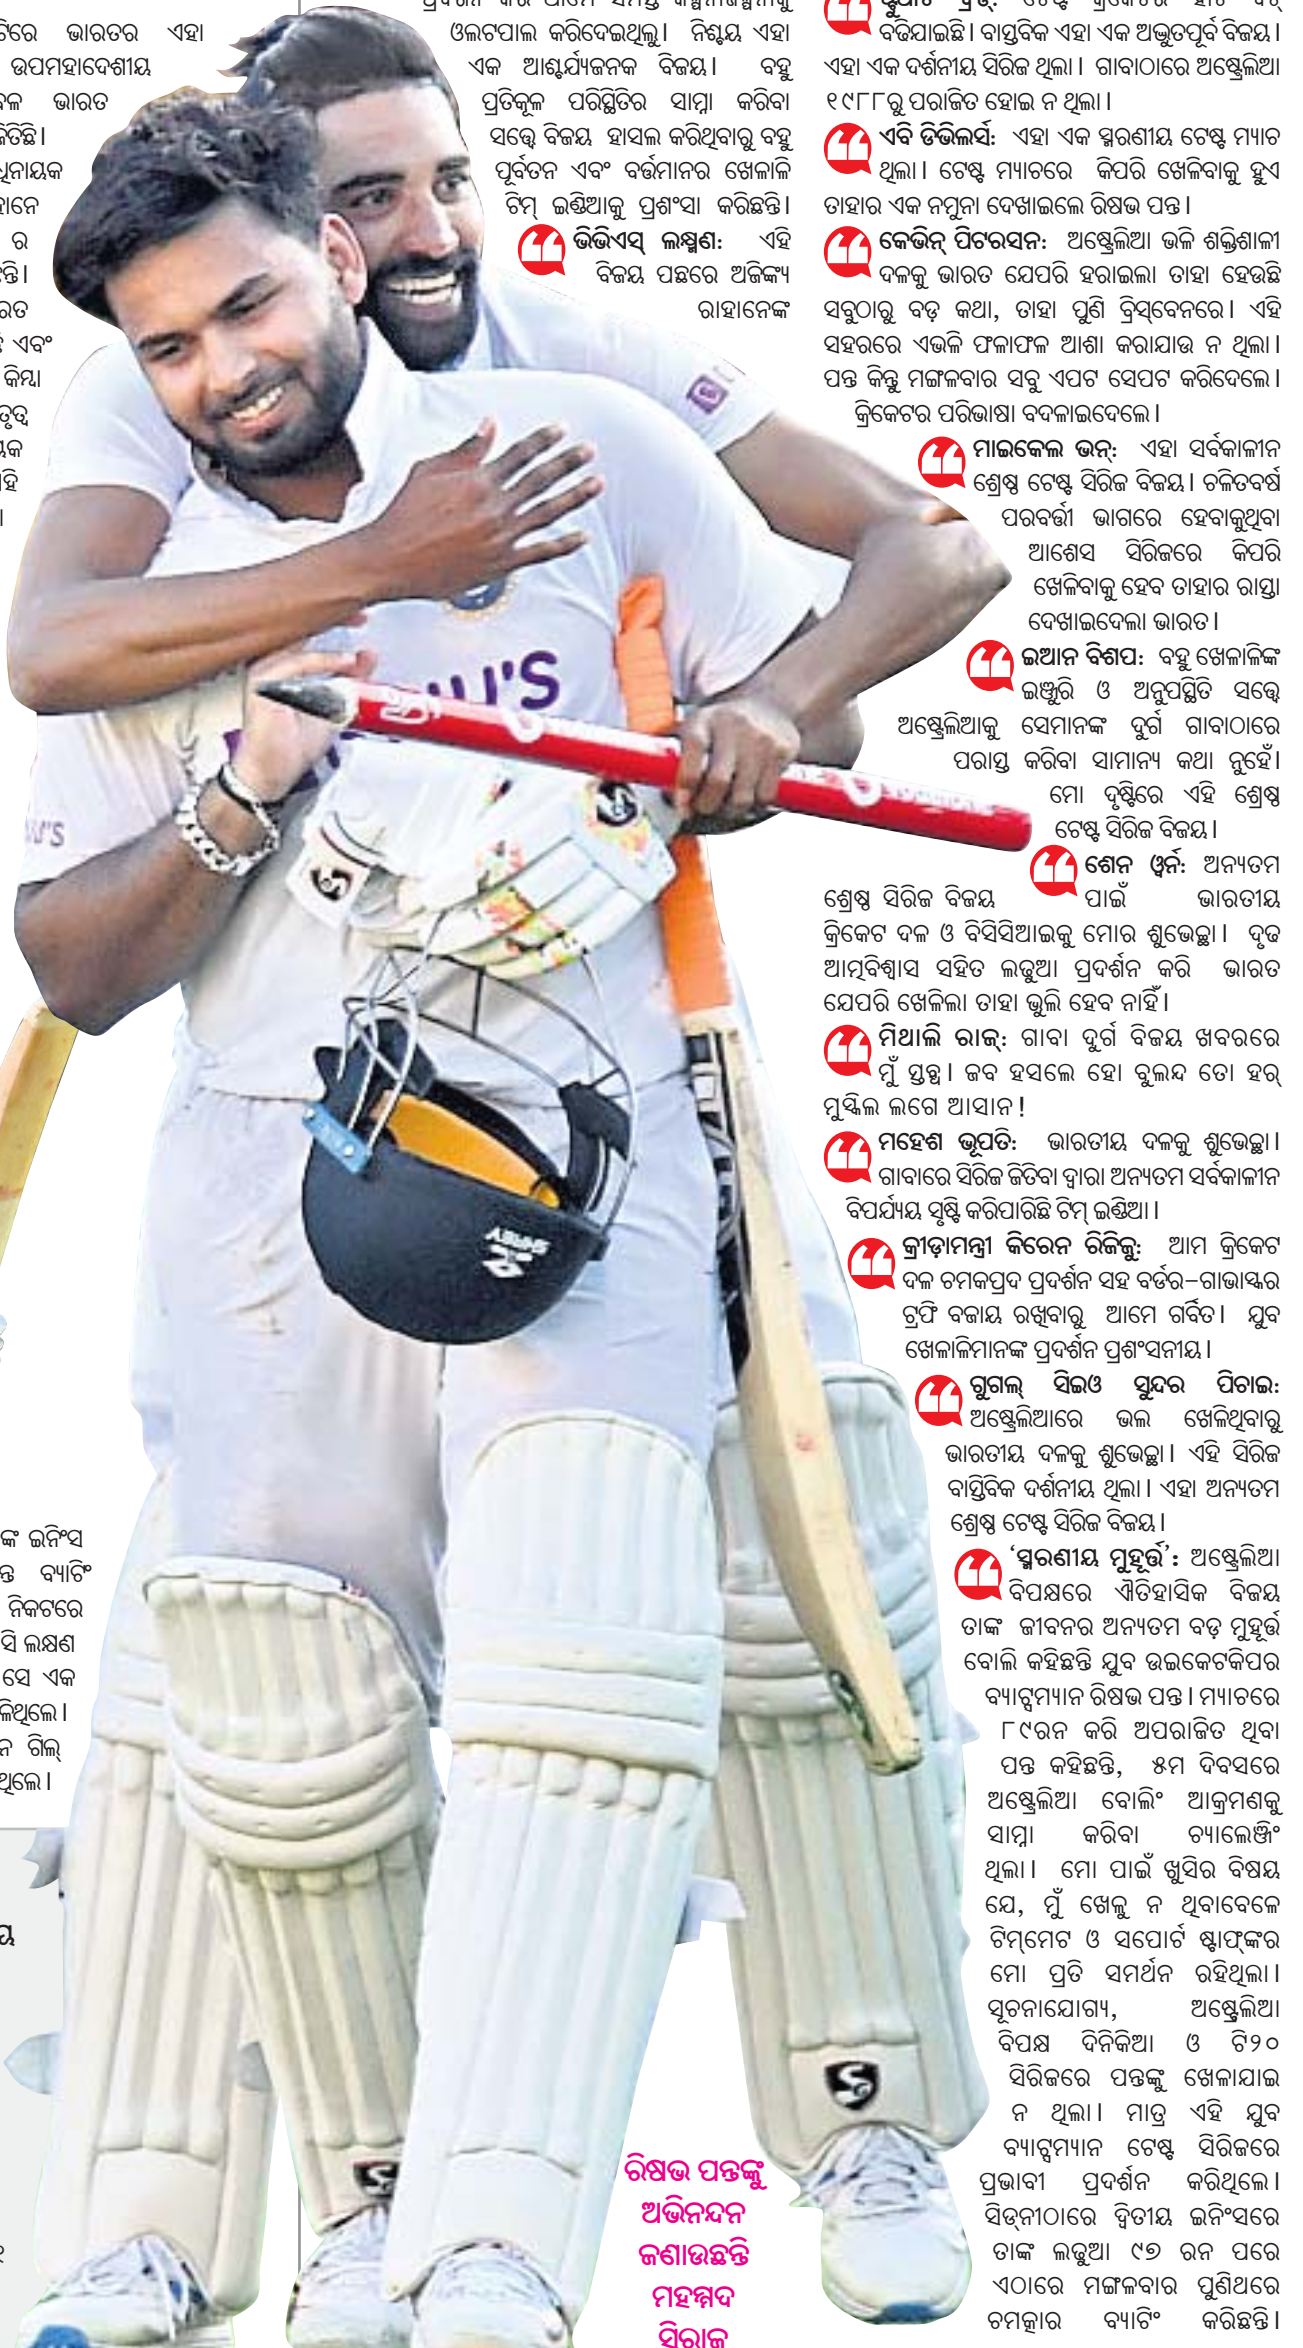 ଟିରେ ଭାରତର ଏହା
ଉପମହାଦେଶୀୟ
ଭାରତ
ଜିତିଛି।
ର
ଏବଂ
କିମ୍ବା
ଙ୍କ ଇନିଂସ
ବ୍ୟାଟିଂ
ନିକଟରେ
ସି ଲକ୍ଷଣ
ସେ ଏକ
ଗିଲ୍
ଓଲଟପାଲ କରିଦେଇଥିଲୁ। ନିଶ୍ଚୟ ଏହା
ଏକ ଆଶ୍ଚର୍ଯ୍ୟଜନକ ବିଜୟ। ବହୁ
ପ୍ରତିକୂଳ ପରିସ୍ଥିତିର ସାମ୍ନା କରିବା
ସତ୍ତ୍ୱେ ବିଜୟ ହାସଲ କରିଥିବାରୁ ବହୁ
ପୂର୍ବତନ ଏବଂ ବର୍ତ୍ତମାନର ଖେଳାଳି
ଟିମ୍ ଇଣ୍ଡିଆକୁ ପ୍ରଶଂସା କରିଛନ୍ତି।
ଭିଭିଏସ୍ ଲକ୍ଷ୍ମଣ: ଏହି
ବିଜୟ ପଛରେ ଅଜିଙ୍କ୍ୟ
ରାହାନେଙ୍କ
ବଢିଯାଇଛି। ବାସ୍ତବିକ ଏହା ଏକ ଅଦ୍ଭୁତପୂର୍ବ ବିଜୟ।
ଏହା ଏକ ଦର୍ଶନୀୟ ସିରିଜ ଥିଲା। ଗାବାଠାରେ ଅଷ୍ଟ୍ରେଲିଆ
୧୯୮୮ରୁ ପରାଜିତ ହୋଇ ନ ଥିଲା।
ଏବି ଡିଭିଲର୍ସ: ଏହା ଏକ ସ୍ମରଣୀୟ ଟେଷ୍ଟ ମ୍ୟାଚ
ଥିଲା। ଟେଷ୍ଟ ମ୍ୟାଚରେ କିପରି ଖେଳିବାକୁ ହୁଏ
ତାହାର ଏକ ନମୁନା ଦେଖାଇଲେ ରିଷଭ ପନ୍ତ।
କେଭିନ୍ ପିଟରସନ: ଅଷ୍ଟ୍ରେଲିଆ ଭଳି ଶକ୍ତିଶାଳୀ
ଦଳକୁ ଭାରତ ଯେପରି ହରାଇଲା ତାହା ହେଉଛି
ସବୁଠାରୁ ବଡ଼ କଥା, ତାହା ପୁଣି ବ୍ରିସ୍‌ବେନରେ। ଏହି
ସହରରେ ଏଭଳି ଫଳାଫଳ ଆଶା କରାଯାଉ ନ ଥିଲା।
ପନ୍ତ କିନ୍ତୁ ମଙ୍ଗଳବାର ସବୁ ଏପଟ ସେପଟ କରିଦେଲେ।
କ୍ରିକେଟର ପରିଭାଷା ବଦଳାଇଦେଲେ।
ମାଇକେଲ ଭନ୍: ଏହା ସର୍ବକାଳୀନ
ଶ୍ରେଷ୍ଠ ଟେଷ୍ଟ ସିରିଜ ବିଜୟ। ଚଳିତବର୍ଷ
ପରବର୍ତ୍ତୀ ଭାଗରେ ହେବାକୁଥିବା
ଆଶେସ ସିରିଜରେ କିପରି
ଖେଳିବାକୁ ହେବ ତାହାର ରାସ୍ତା
ଦେଖାଇଦେଲା ଭାରତ।
ଇଆନ ବିଶପ: ବହୁ ଖେଳାଳିଙ୍କ
ଇଞ୍ଜୁରି ଓ ଅନୁପସ୍ଥିତି ସତ୍ତ୍ୱେ
ଅଷ୍ଟ୍ରେଲିଆକୁ ସେମାନଙ୍କ ଦୁର୍ଗ ଗାବାଠାରେ
ପରାସ୍ତ କରିବା ସାମାନ୍ୟ କଥା ନୁହେଁ।
ମୋ ଦୃଷ୍ଟିରେ ଏହି ଶ୍ରେଷ୍ଠ
ଟେଷ୍ଟ ସିରିଜ ବିଜୟ।
ଶେନ ୱାର୍ନ: ଅନ୍ୟତମ
ଶ୍ରେଷ୍ଠ ସିରିଜ ବିଜୟ ପାଇଁ ଭାରତୀୟ
କ୍ରିକେଟ ଦଳ ଓ ବିସିସିଆଇକୁ ମୋର ଶୁଭେଚ୍ଛା। ଦୃଢ
ଆତ୍ମବିଶ୍ୱାସ ସହିତ ଲଢୁଆ ପ୍ରଦର୍ଶନ କରି ଭାରତ
ଯେପରି ଖେଳିଲା ତାହା ଭୁଲି ହେବ ନାହିଁ।
ମିଥାଲି ରାଜ୍: ଗାବା ଦୁର୍ଗ ବିଜୟ ଖବରରେ
ମୁଁ ସ୍ତବ୍ଧ। ଜବ ହସଲେ ହୋ ବୁଲନ୍ଦ ତୋ ହର୍
ମୁସ୍କିଲ ଲଗେ ଆସାନ!
ମହେଶ ଭୂପତି: ଭାରତୀୟ ଦଳକୁ ଶୁଭେଚ୍ଛା।
ଗାବାରେ ସିରିଜ ଜିତିବା ଦ୍ୱାରା ଅନ୍ୟତମ ସର୍ବକାଳୀନ
ବିପର୍ଯ୍ୟୟ ସୃଷ୍ଟି କରିପାରିଛି ଟିମ୍ ଇଣ୍ଡିଆ।
କ୍ରୀଡ଼ାମନ୍ତ୍ରୀ କିରେନ ରିଜିଜୁ: ଆମ କ୍ରିକେଟ
ଦଳ ଚମକପ୍ରଦ ପ୍ରଦର୍ଶନ ସହ ବର୍ଡର-ଗାଭାସ୍କର
ଟ୍ରଫି ବଜାୟ ରଖିବାରୁ ଆମେ ଗର୍ବିତ। ଯୁବ
ଖେଳାଳିମାନଙ୍କ ପ୍ରଦର୍ଶନ ପ୍ରଶଂସନୀୟ।
ଗୁଗଲ୍ ସିଇଓ ସୁନ୍ଦର ପିଚାଇ:
ଅଷ୍ଟ୍ରେଲିଆରେ ଭଲ ଖେଳିଥିବାରୁ
ଭାରତୀୟ ଦଳକୁ ଶୁଭେଚ୍ଛା। ଏହି ସିରିଜ
ବାସ୍ତିବିକ ଦର୍ଶନୀୟ ଥିଲା। ଏହା ଅନ୍ୟତମ
ଶ୍ରେଷ୍ଠ ଟେଷ୍ଟ ସିରିଜ ବିଜୟ।
‘ସ୍ମରଣୀୟ ମୁହୂର୍ତ୍ତ’: ଅଷ୍ଟ୍ରେଲିଆ
ବିପକ୍ଷରେ ଐତିହାସିକ ବିଜୟ
ତାଙ୍କ ଜୀବନର ଅନ୍ୟତମ ବଡ଼ ମୁହୂର୍ତ୍ତ
ବୋଲି କହିଛନ୍ତି ଯୁବ ଉଇକେଟକିପର
ବ୍ୟାଟ୍ସମ୍ୟାନ ରିଷଭ ପନ୍ତ। ମ୍ୟାଚରେ
୮୯ରନ କରି ଅପରାଜିତ ଥିବା
ପନ୍ତ କହିଛନ୍ତି, ୫ମ ଦିବସରେ
ଅଷ୍ଟ୍ରେଲିଆ ବୋଲିଂ ଆକ୍ରମଣକୁ
ସାମ୍ନା କରିବା ଚ୍ୟାଲେଞ୍ଜିଂ
ଥିଲା। ମୋ ପାଇଁ ଖୁସିର ବିଷୟ
ଯେ, ମୁଁ ଖେଳୁ ନ ଥିବାବେଳେ
ଟିମ୍‌ମେଟ ଓ ସପୋର୍ଟ ଷ୍ଟାଫ୍‌ଙ୍କର
ମୋ ପ୍ରତି ସମର୍ଥନ ରହିଥିଲା।
ସୂଚନାଯୋଗ୍ୟ, ଅଷ୍ଟ୍ରେଲିଆ
ବିପକ୍ଷ ଦିନିକିଆ ଓ ଟି୨୦
ସିରିଜରେ ପନ୍ତଙ୍କୁ ଖେଳାଯାଇ
ନ ଥିଲା। ମାତ୍ର ଏହି ଯୁବ
ବ୍ୟାଟ୍ସମ୍ୟାନ ଟେଷ୍ଟ ସିରିଜରେ
ପ୍ରଭାବୀ ପ୍ରଦର୍ଶନ କରିଥିଲେ।
ସିଡ୍‌ନୀଠାରେ ଦ୍ୱିତୀୟ ଇନିଂସରେ
ତାଙ୍କ ଲଢୁଆ ୯୭ ରନ ପରେ
ଏଠାରେ ମଙ୍ଗଳବାର ପୁଣିଥରେ
ଚମତ୍କାର ବ୍ୟାଟିଂ କରିଛନ୍ତି।
ରିଷଭ ପନ୍ତଙ୍କୁ
ଅଭିନନ୍ଦନ
ଜଣାଉଛନ୍ତି
ମହମ୍ମଦ
ସିରାଜ